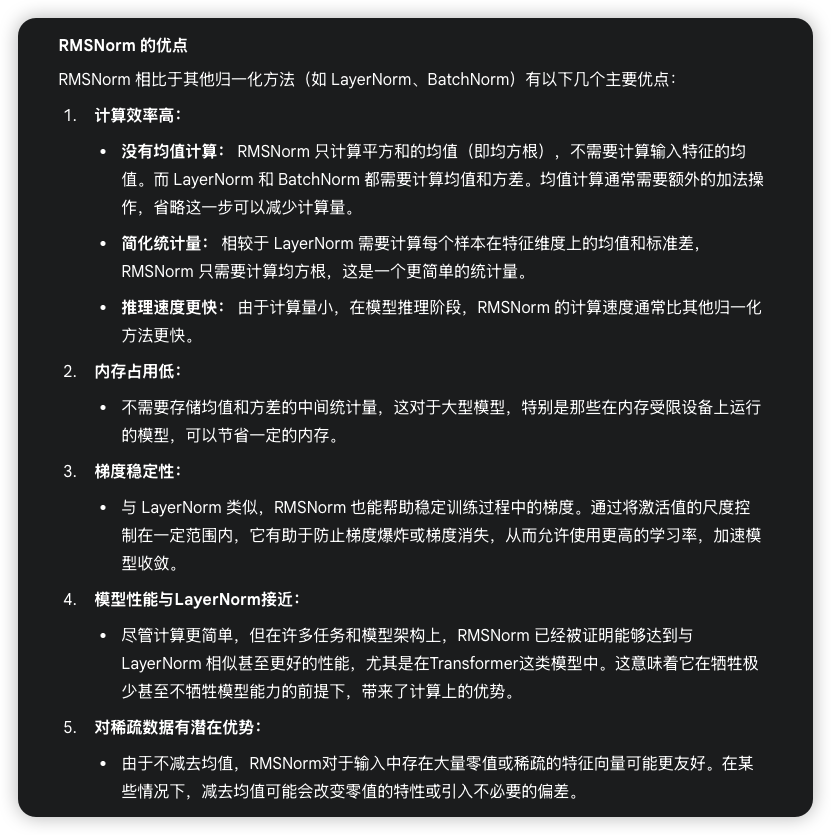 RMSNorm 的优点
RMSNorm 相比于其他归一化方法（如 LayerNorm、BatchNorm）有以下几个主要优点：
1. 计算效率高：
• 没有均值计算： RMSNorm 只计算平方和的均值（即均方根），不需要计算输入特征的均
值。而 LayerNorm 和 BatchNorm 都需要计算均值和方差。均值计算通常需要额外的加法操
作，省略这一步可以减少计算量。
• 简化统计量： 相较于 LayerNorm 需要计算每个样本在特征维度上的均值和标准差，
RMSNorm 只需要计算均方根，这是一个更简单的统计量。
• 推理速度更快： 由于计算量小，在模型推理阶段，RMSNorm 的计算速度通常比其他归一化
方法更快。
2. 内存占用低：
• 不需要存储均值和方差的中间统计量，这对于大型模型，特别是那些在内存受限设备上运行
的模型，可以节省一定的内存。
3. 梯度稳定性：
• 与 LayerNorm 类似，RMSNorm 也能帮助稳定训练过程中的梯度。通过将激活值的尺度控
制在一定范围内，它有助于防止梯度爆炸或梯度消失，从而允许使用更高的学习率，加速模
型收敛。
4. 模型性能与LayerNorm接近：
• 尽管计算更简单，但在许多任务和模型架构上，RMSNorm 已经被证明能够达到与
LayerNorm 相似甚至更好的性能，尤其是在Transformer这类模型中。这意味着它在牺牲极
少甚至不牺牲模型能力的前提下，带来了计算上的优势。
5. 对稀疏数据有潜在优势：
• 由于不减去均值，RMSNorm对于输入中存在大量零值或稀疏的特征向量可能更友好。在某
些情况下，减去均值可能会改变零值的特性或引入不必要的偏差。